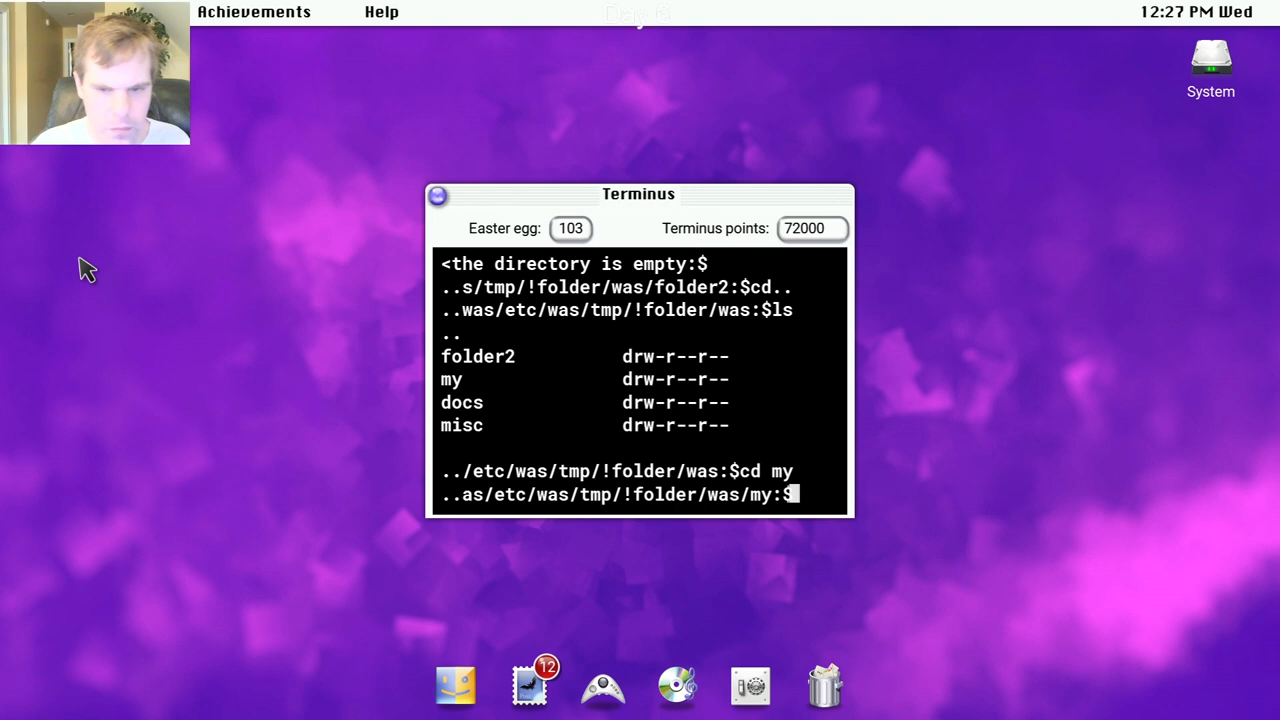 Achievements Help Day 6 12:27 PM Wed
System
Terminus
Easter egg: 103 Terminus points: 72000
<the directory is empty:$
..s/tmp/!folder/was/folder2:$cd..
..was/etc/was/tmp/!folder/was:$ls
..
folder2 drw-r--r--
my drw-r--r--
docs drw-r--r--
misc drw-r--r--
../etc/was/tmp/!folder/was:$cd my
..as/etc/was/tmp/!folder/was/my:$
12